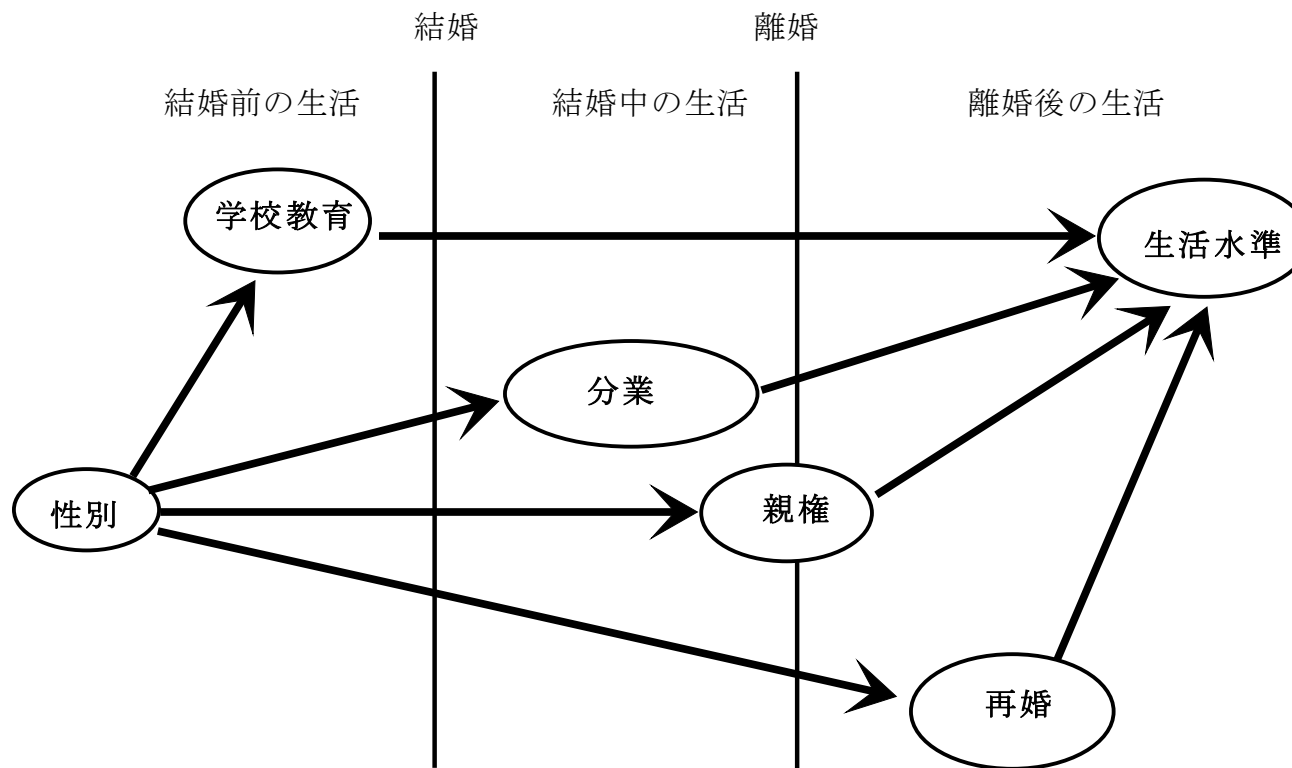 結婚
離婚
結婚前の生活
結婚中の生活
離婚後の生活
学校教育
生活水準
分業
性別
親権
再婚